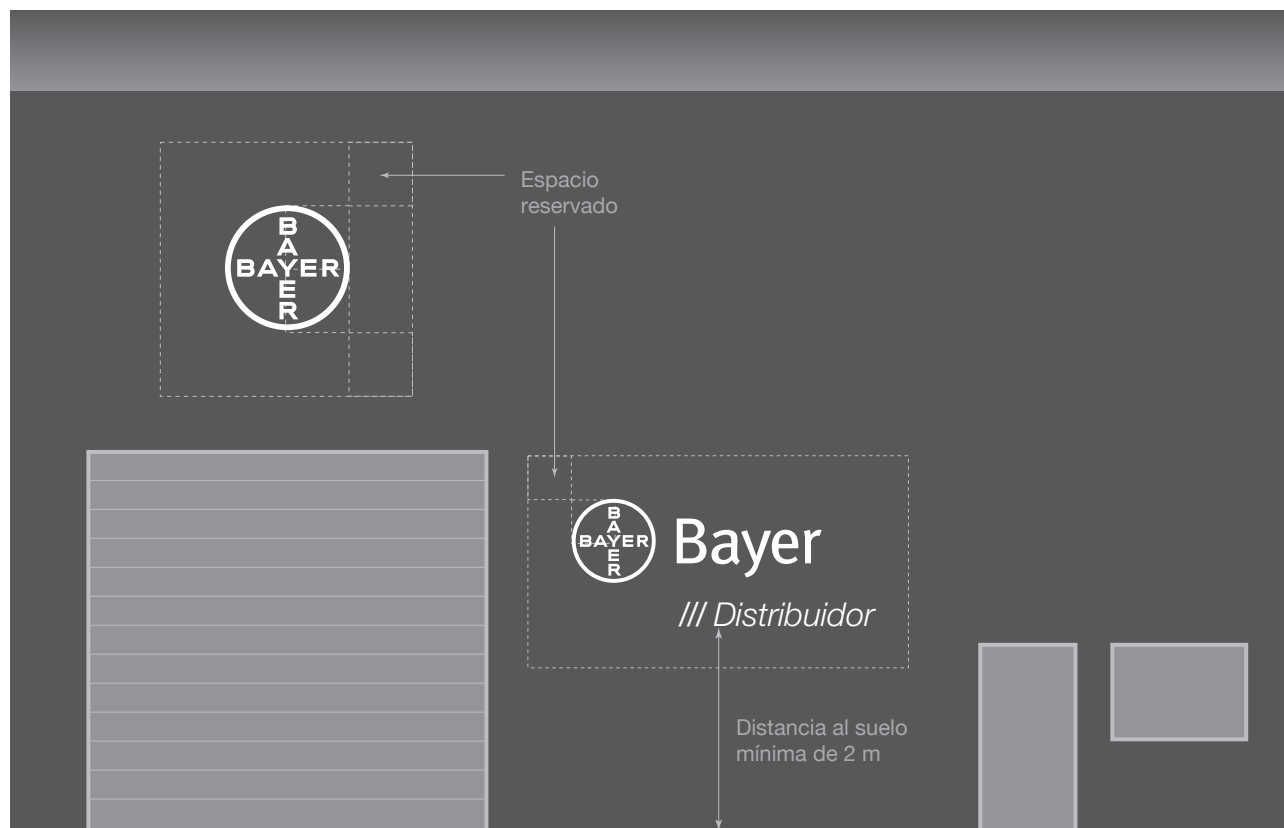 Espacio
reservado
B
A
BAYER
E
R
B
A
BAYER
E
R
Bayer
/// Distribuidor
Distancia al suelo
mínima de 2 m